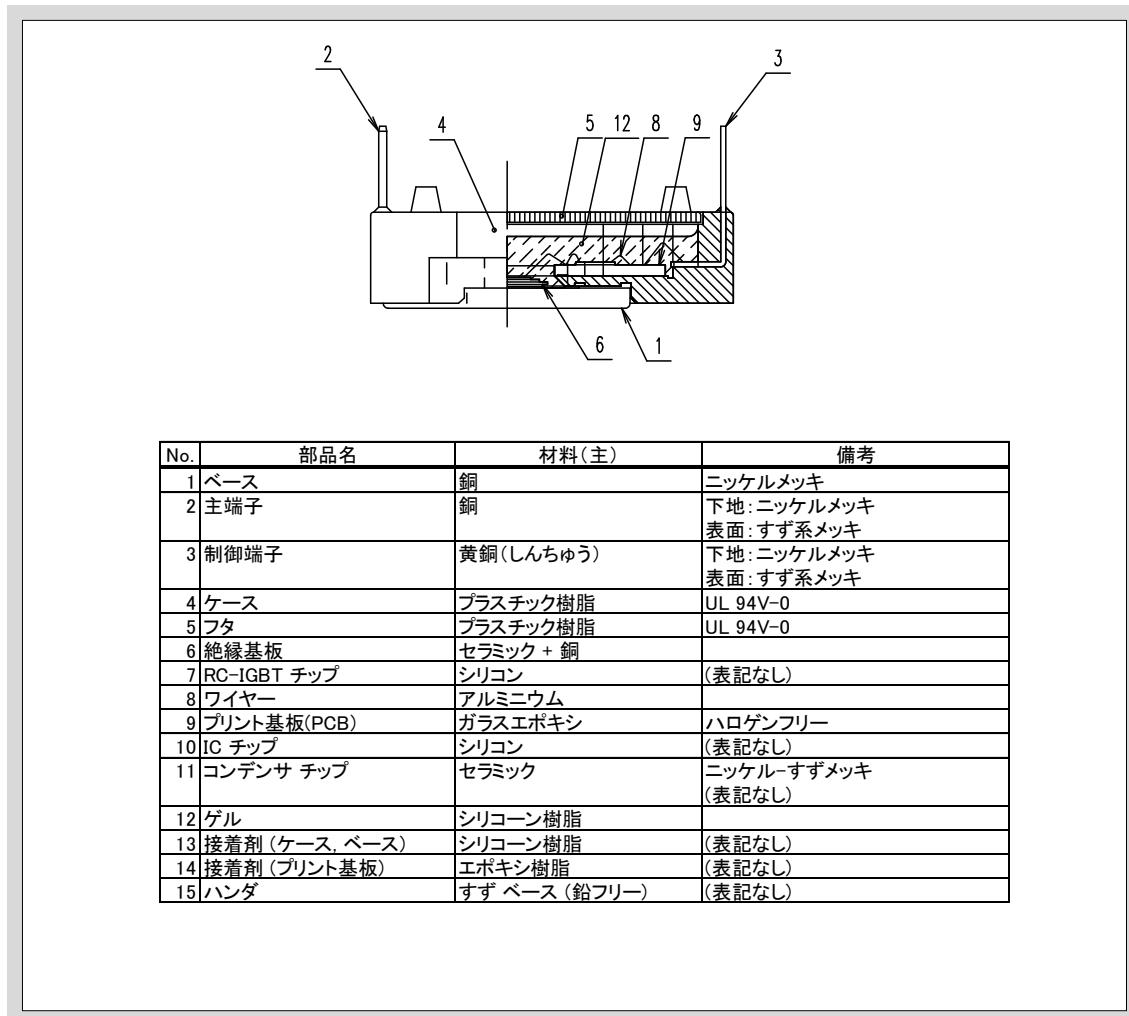 2
3
4
5 12 8 9
6
1
No. 部品名 材料(主) 備考
1 ベース 銅 ニッケルメッキ
2 主端子 銅 下地:ニッケルメッキ
表面:すず系メッキ
3 制御端子 黄銅(しんちゅう) 下地:ニッケルメッキ
表面:すず系メッキ
4 ケース プラスチック樹脂 UL 94V-0
5 フタ プラスチック樹脂 UL 94V-0
6 絶縁基板 セラミック + 銅
7 RC-IGBT チップ シリコン (表記なし)
8 ワイヤー アルミニウム
9 プリント基板(PCB) ガラスエポキシ ハロゲンフリー
10 IC チップ シリコン (表記なし)
11 コンデンサ チップ セラミック ニッケル-すずメッキ
(表記なし)
12 ゲル シリコーン樹脂
13 接着剤 (ケース, ベース) シリコーン樹脂 (表記なし)
14 接着剤 (プリント基板) エポキシ樹脂 (表記なし)
15 ハンダ すず ベース (鉛フリー) (表記なし)